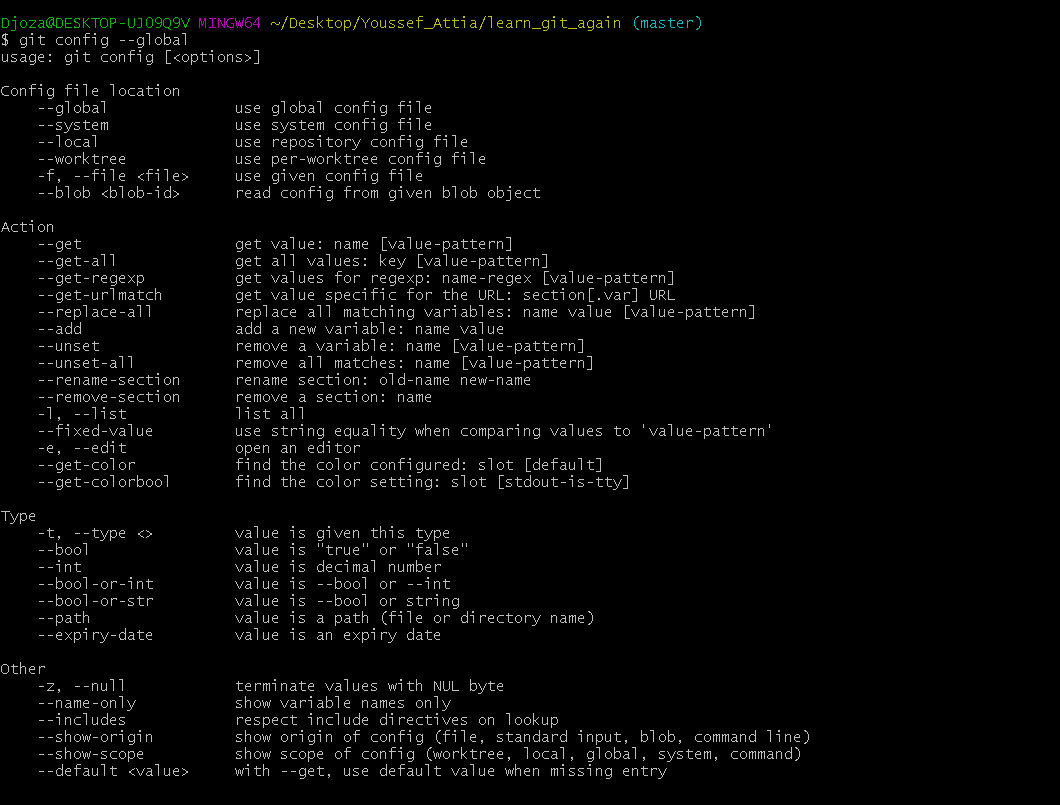 Djoza@DESKTOP-UJO9Q9V MINGW64 ~/Desktop/Youssef_Attia/learn_git_again (master)
$ git config --global
usage: git config [<options>]

Config file location
    --global              use global config file
    --system              use system config file
    --local               use repository config file
    --worktree            use per-worktree config file
    -f, --file <file>     use given config file
    --blob <blob-id>      read config from given blob object

Action
    --get                 get value: name [value-pattern]
    --get-all             get all values: key [value-pattern]
    --get-regexp          get values for regexp: name-regex [value-pattern]
    --get-urlmatch        get value specific for the URL: section[.var] URL
    --replace-all         replace all matching variables: name value [value-pattern]
    --add                 add a new variable: name value
    --unset               remove a variable: name [value-pattern]
    --unset-all           remove all matches: name [value-pattern]
    --rename-section      rename section: old-name new-name
    --remove-section      remove a section: name
    -l, --list            list all
    --fixed-value         use string equality when comparing values to 'value-pattern'
    -e, --edit            open an editor
    --get-color           find the color configured: slot [default]
    --get-colorbool       find the color setting: slot [stdout-is-tty]

Type
    -t, --type <>         value is given this type
    --bool                value is "true" or "false"
    --int                 value is decimal number
    --bool-or-int         value is --bool or --int
    --bool-or-str         value is --bool or string
    --path                value is a path (file or directory name)
    --expiry-date         value is an expiry date

Other
    -z, --null            terminate values with NUL byte
    --name-only           show variable names only
    --includes            respect include directives on lookup
    --show-origin         show origin of config (file, standard input, blob, command line)
    --show-scope          show scope of config (worktree, local, global, system, command)
    --default <value>     with --get, use default value when missing entry